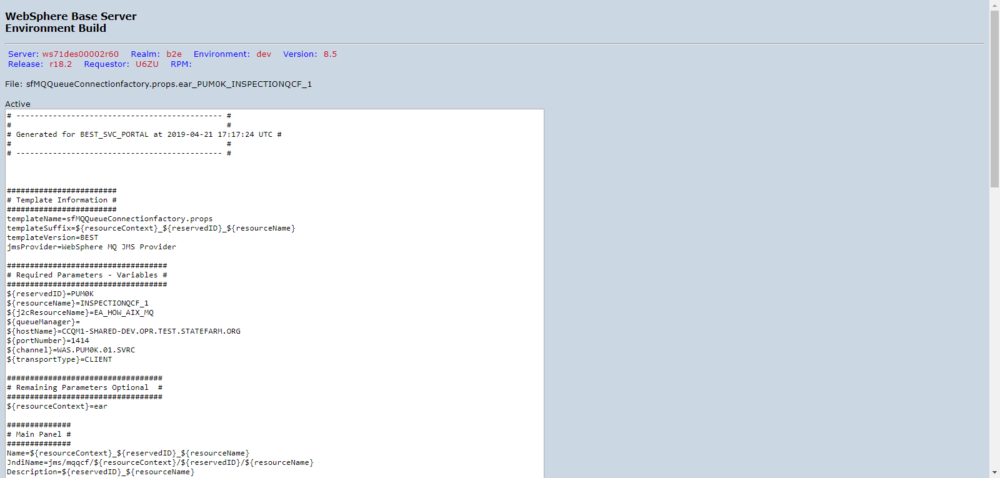 WebSphere Base Server
Environment Build
Server: ws71des00002r60 Realm: b2e Environment: dev Version: 8.5
Release: r18.2 Requestor: U6ZU RPM:
File: sfMQQueueConnectionfactory.props.ear_PUM0K_INSPECTIONQCF_1
Active
# --------------------------------------------- #
# #
# Generated for BEST_SVC_PORTAL at 2019-04-21 17:17:24 UTC #
# #
# --------------------------------------------- #
########################
# Template Information #
########################
templateName=sfMQQueueConnectionfactory.props
templateSuffix=${resourceContext}_${reservedID}_${resourceName}
templateVersion=BEST
jmsProvider=WebSphere MQ JMS Provider
###################################
# Required Parameters - Variables #
###################################
${reservedID}=PUM0K
${resourceName}=INSPECTIONQCF_1
${j2cResourceName}=EA_HOW_AIX_MQ
${queueManager}=
${hostName}=CCQM1-SHARED-DEV.OPR.TEST.STATEFARM.ORG
${portNumber}=1414
${channel}=WAS.PUM0K.01.SVRC
${transportType}=CLIENT
##################################
# Remaining Parameters Optional  #
##################################
${resourceContext}=ear
##############
# Main Panel #
##############
Name=${resourceContext}_${reservedID}_${resourceName}
JndiName=jms/mqqcf/${resourceContext}/${reservedID}/${resourceName}
Description=${reservedID}_${resourceName}